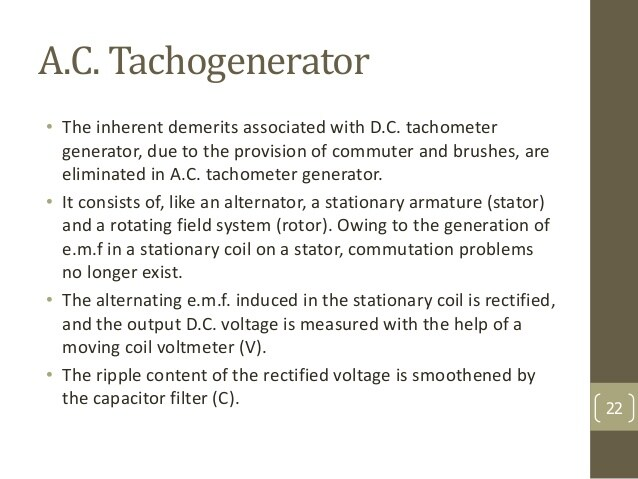 A.C. Tachogenerator
• The inherent demerits associated with D.C. tachometer
generator, due to the provision of commuter and brushes, are
eliminated in A.C. tachometer generator.
• It consists of, like an alternator, a stationary armature (stator)
and a rotating field system (rotor). Owing to the generation of
e.m.f in a stationary coil on a stator, commutation problems
no longer exist.
• The alternating e.m.f. induced in the stationary coil is rectified,
and the output D.C. voltage is measured with the help of a
moving coil voltmeter (V).
• The ripple content of the rectified voltage is smoothened by
the capacitor filter (C).
22